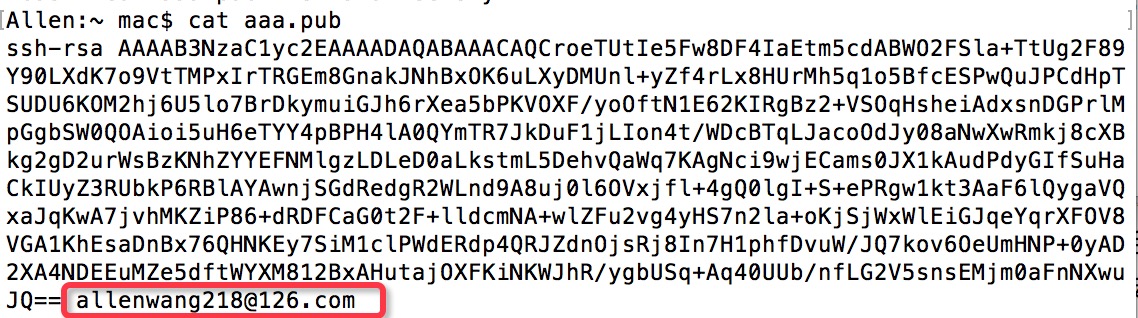 [Allen:~ mac$ cat aaa.pub ]
ssh-rsa AAAAB3NzaC1yc2EAAAADAQABAAACAQCroeTUtIe5Fw8DF4IaEtm5cdABWO2FSla+TtUg2F89
Y90LXdK7o9VtTMPxIrTRGEm8GnakJNhBxOK6uLXyDMUnl+yZf4rLx8HUrMh5q1o5BfcESPwQuJPCdHpT
SUDU6KOM2hj6U5lo7BrDkymuiGJh6rXea5bPKVOXF/yoOftN1E62KIRgBz2+VSOqHsheiAdxsnDGPrlM
pGgbSW0QOAioi5uH6eTYY4pBPH4lA0QYmTR7JkDuF1jLIon4t/WDcBTqLJacoOdJy08aNwXwRmkj8cXB
kg2gD2urWsBzKNhZYYEFNMlgzLDLeD0aLkstmL5DehvQaWq7KAgNci9wjECams0JX1kAudPdyGIfSuHa
CkIUyZ3RUbkP6RBlAYAwnjSGdRedgR2WLnd9A8uj0l6OVxjfl+4gQ0lgI+S+ePRgw1kt3AaF6lQygaVQ
xaJqKwA7jvhMKZiP86+dRDFCaG0t2F+lldcmNA+wlZFu2vg4yHS7n2la+oKjSjWxWlEiGJqeYqrXFOV8
VGA1KhEsaDnBx76QHNKEy7SiM1clPWdERdp4QRJZdnOjsRj8In7H1phfDvuW/JQ7kov6OeUmHNP+0yAD
2XA4NDEEuMZe5dftWYXM812BxAHutajOXFKiNKWJhR/ygbUSq+Aq40UUb/nfLG2V5snsEMjm0aFnNXwu
JQ== allenwang218@126.com